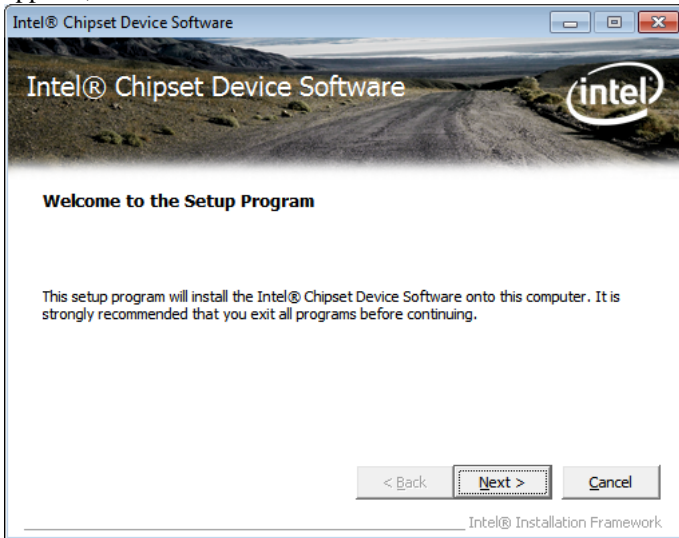 Intel® Chipset Device Software
Intel® Chipset Device Software
intel
Welcome to the Setup Program
This setup program will install the Intel® Chipset Device Software onto this computer. It is
strongly recommended that you exit all programs before continuing.
< Back Next > Cancel
Intel® Installation Framework